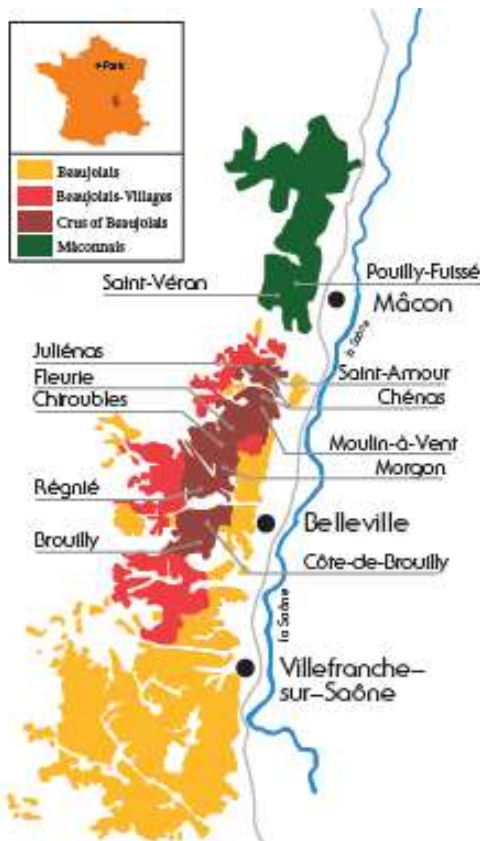 Paris
Beaujolais
Beaujolais-Villages
Crus of Beaujolais
Mâconnais
Pouilly-Fuissé
Saint-Véran
Mâcon
la Saône
Juliénas
Saint-Amour
Fleurie
Chénas
Chiroubles
Moulin-à-Vent
Morgon
Régnié
Belleville
Brouilly
Côte-de-Brouilly
la Saône
Villefranche-
sur-Saône